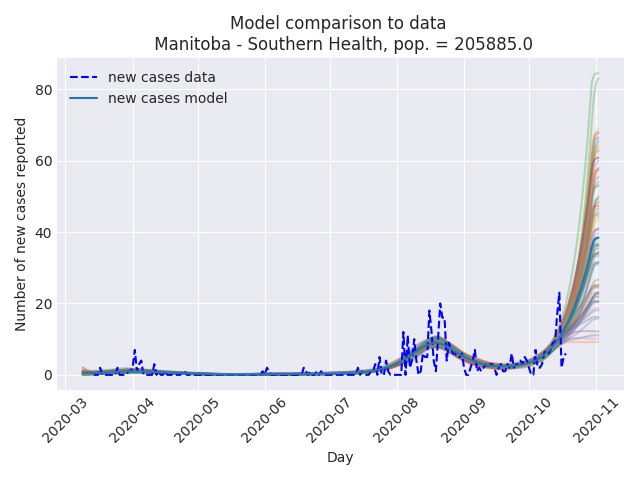 Model comparison to data
Manitoba - Southern Health, pop. = 205885.0
new cases data
new cases model
Number of new cases reported
80
60
40
20
0
2020-03
2020-04
2020-05
2020-06
2020-07
2020-08
2020-09
2020-10
2020-11
Day